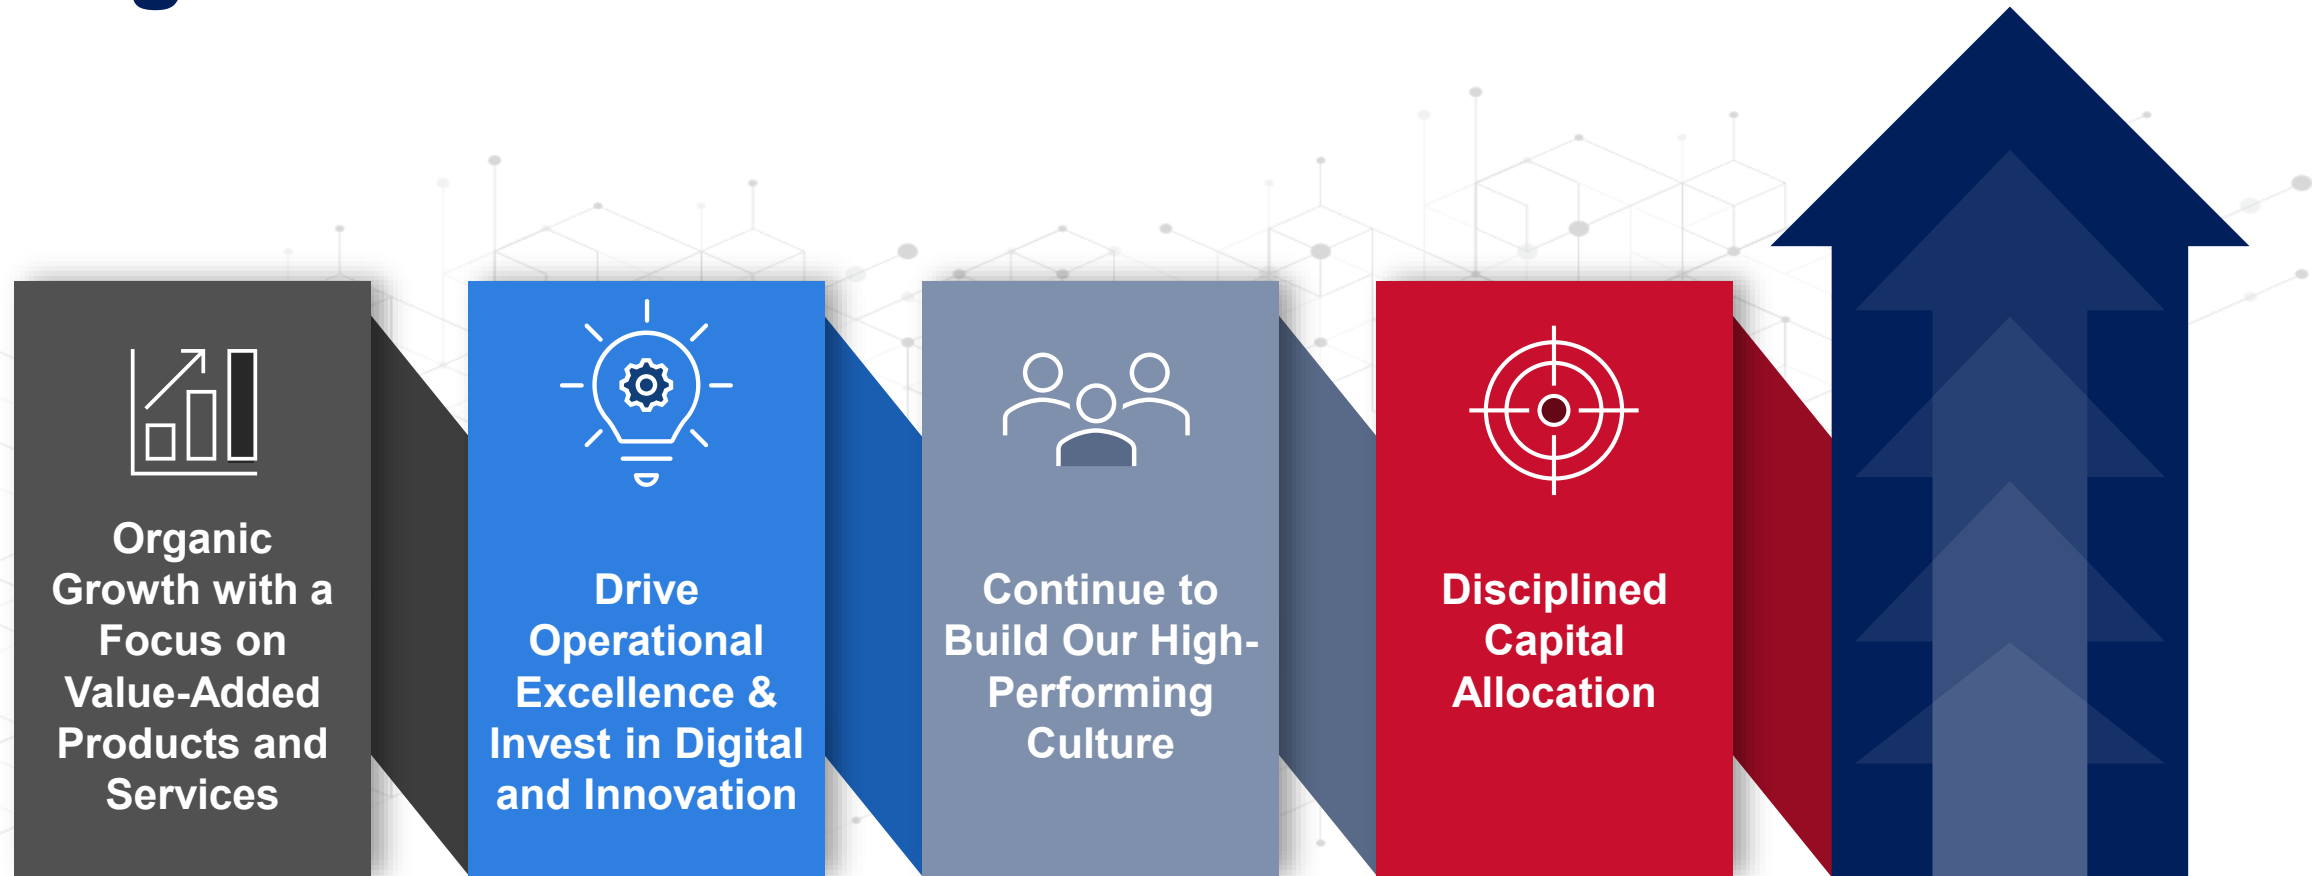 Organic
Growth with a
Focus on
Value-Added
Products and
Services
Drive
Operational
Excellence &
Invest in Digital
and Innovation
Continue to
Build Our High-
Performing
Culture
Disciplined
Capital
Allocation